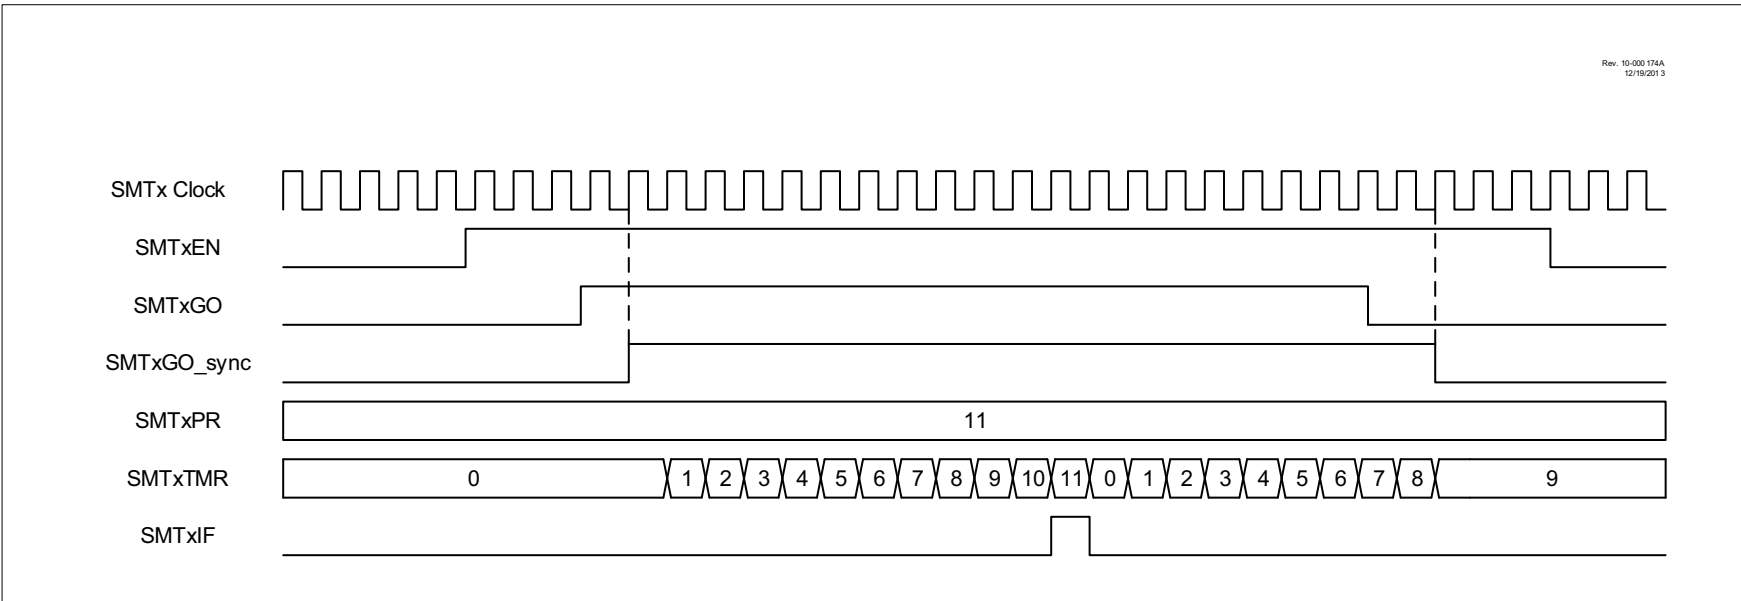 Rev. 10-000 174A
12/19/201 3
SMTx Clock
SMTxEN
SMTxGO
SMTxGO_sync
SMTxPR
11
SMTxTMR
0 1 2 3 4 5 6 7 8 9 10 11 0 1 2 3 4 5 6 7 8 9
SMTxIF